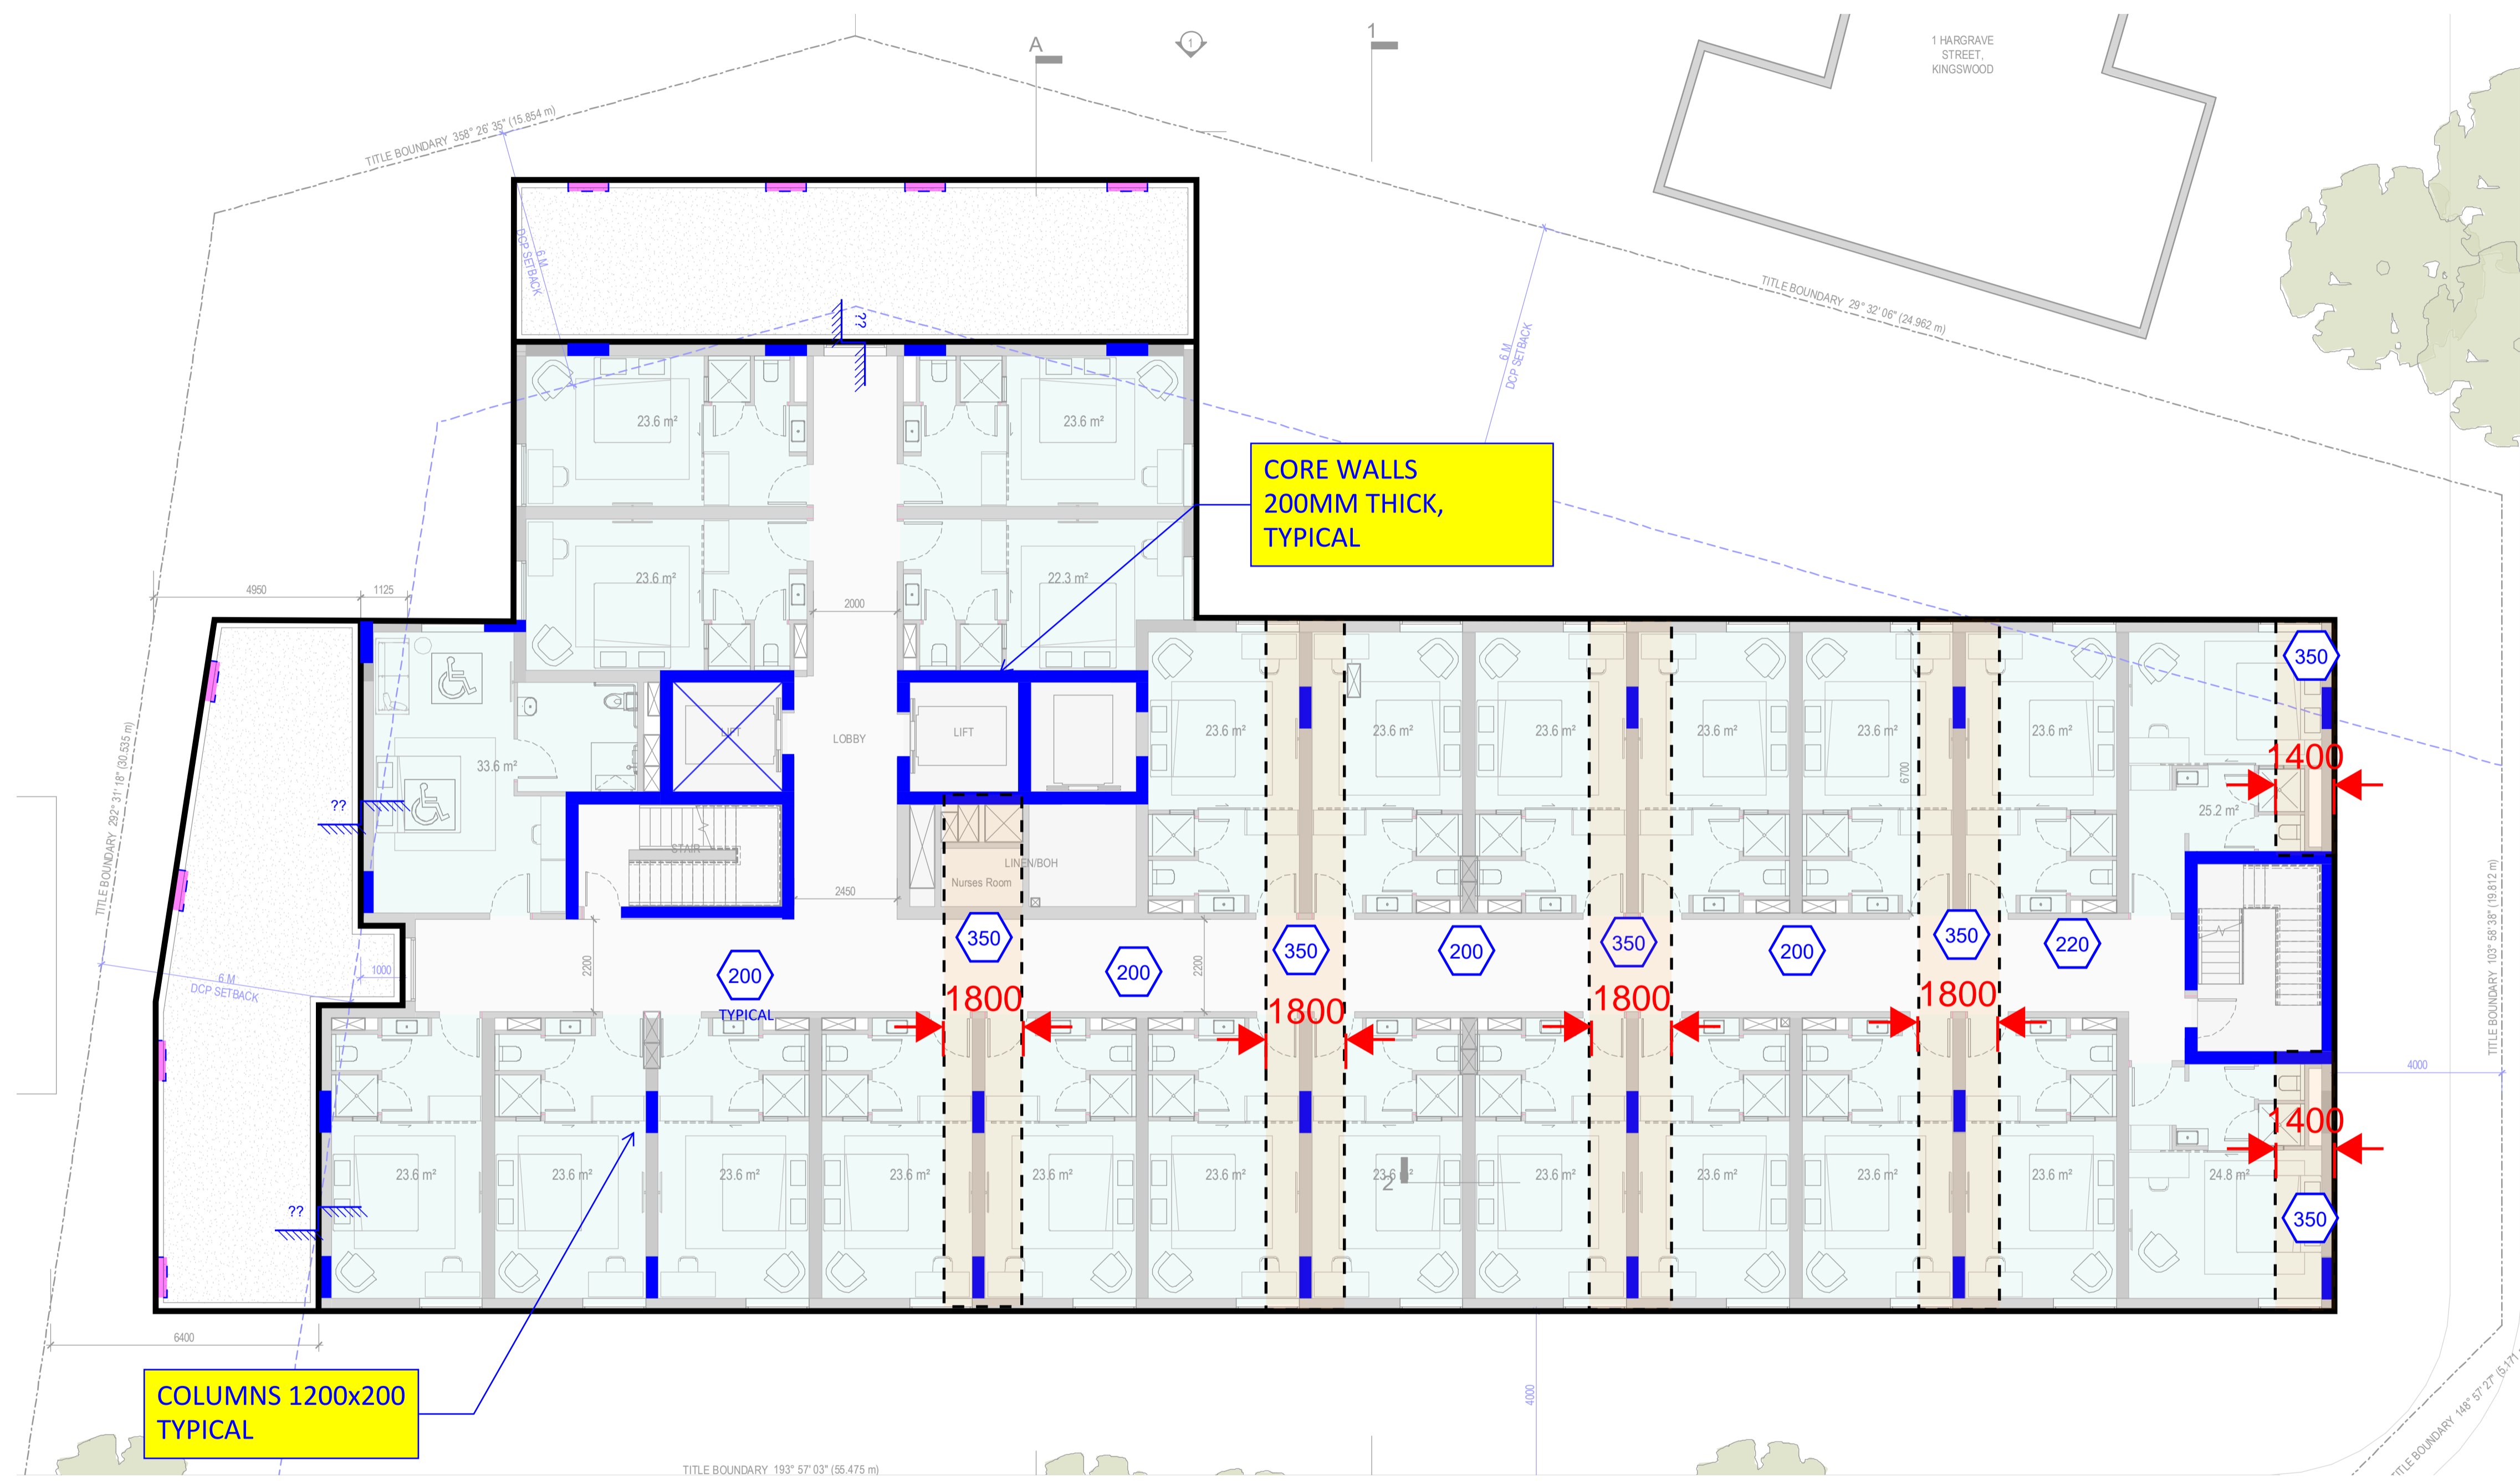 A
1
1
1 HARGRAVE
STREET,
KINGSWOOD
TITLE BOUNDARY 358° 26' 35" (15.854 m)
6 M
DCP SETBACK
6 M
DCP SETBACK
TITLE BOUNDARY 29° 32' 06" (24.962 m)
??
23.6 m²
23.6 m²
CORE WALLS
200MM THICK,
TYPICAL
23.6 m²
22.3 m²
4950
1125
2000
350
LIFT
LOBBY
LIFT
33.6 m²
23.6 m²
23.6 m²
23.6 m²
23.6 m²
23.6 m²
23.6 m²
6700
1400
25.2 m²
??
TITLE BOUNDARY 292° 31' 18" (30.535 m)
STAIR
LINEN/BOH
Nurses Room
2450
TITLE BOUNDARY 103° 58' 38" (19.812 m)
350
350
200
350
200
350
220
200
TYPICAL
200
2200
2200
1000
6 M
DCP SETBACK
1800
1800
1800
1800
4000
1400
23.6 m²
23.6 m²
23.6 m²
23.6 m²
23.6 m²
23.6 m²
23.6 m²
23.6 m²
23.6 m²
23.6 m²
23.6 m²
24.8 m²
2
??
350
6400
COLUMNS 1200x200
TYPICAL
4000
TITLE BOUNDARY 193° 57' 03" (55.475 m)
TITLE BOUNDARY 148° 57' 27" (5.171